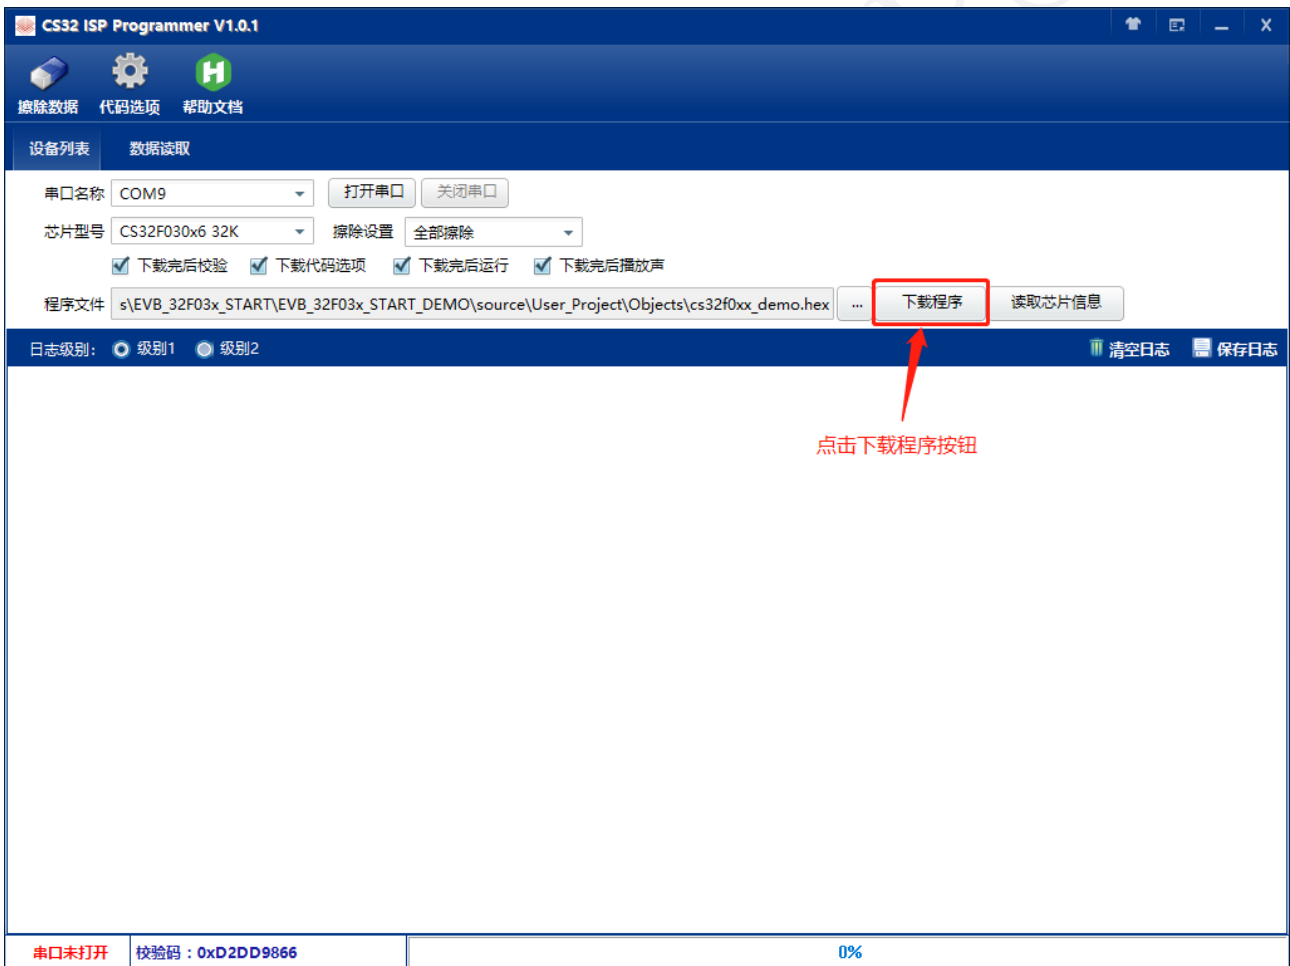 CS32 ISP Programmer V1.0.1
擦除数据 代码选项 帮助文档
设备列表 数据读取
串口名称 COM9 打开串口 关闭串口
芯片型号 CS32F030x6 32K 擦除设置 全部擦除
下载完后校验 下载代码选项 下载完后运行 下载完后播放声
程序文件 s\EVB_32F03x_START\EVB_32F03x_START_DEMO\source\User_Project\Objects\cs32f0xx_demo.hex ... 下载程序 读取芯片信息
日志级别: 级别1 级别2 清空日志 保存日志
点击下载程序按钮
串口未打开 校验码：0xD2DD9866 0%